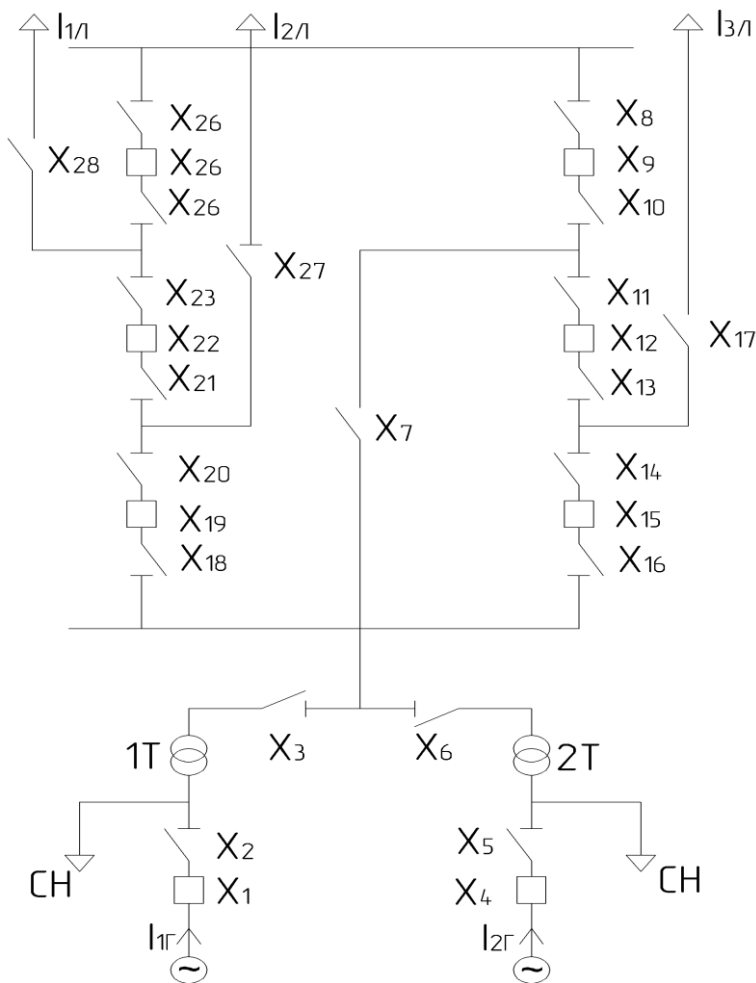 I1Л I2Л I3Л
X26 X8
X28 X26 X9
X26 X10
X27
X23 X11
X22 X12 X17
X21 X13
X7
X20 X14
X19 X15
X18 X16
X3 X6
1T 2T
X2 X5
CH X1 X4 CH
I1Г I2Г
~ ~